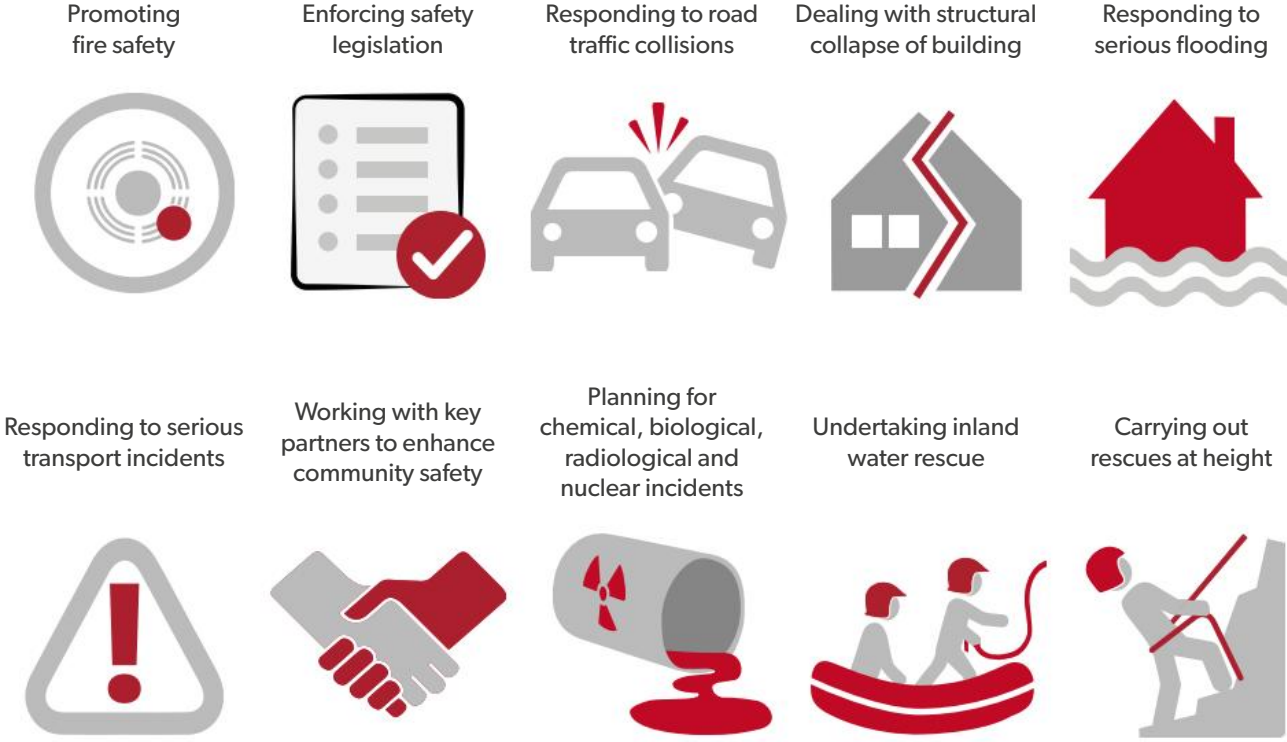 Promoting
fire safety
Enforcing safety
legislation
Responding to road
traffic collisions
Dealing with structural
collapse of building
Responding to
serious flooding
Responding to serious
transport incidents
Working with key
partners to enhance
community safety
Planning for
chemical, biological,
radiological and
nuclear incidents
Undertaking inland
water rescue
Carrying out
rescues at height